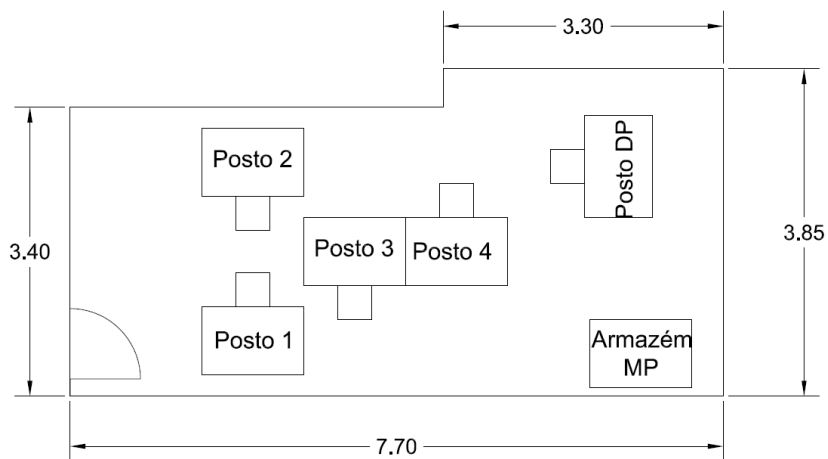 3.30
Posto 2
Posto DP
3.40
Posto 3
Posto 4
3.85
Posto 1
Armazém
MP
7.70